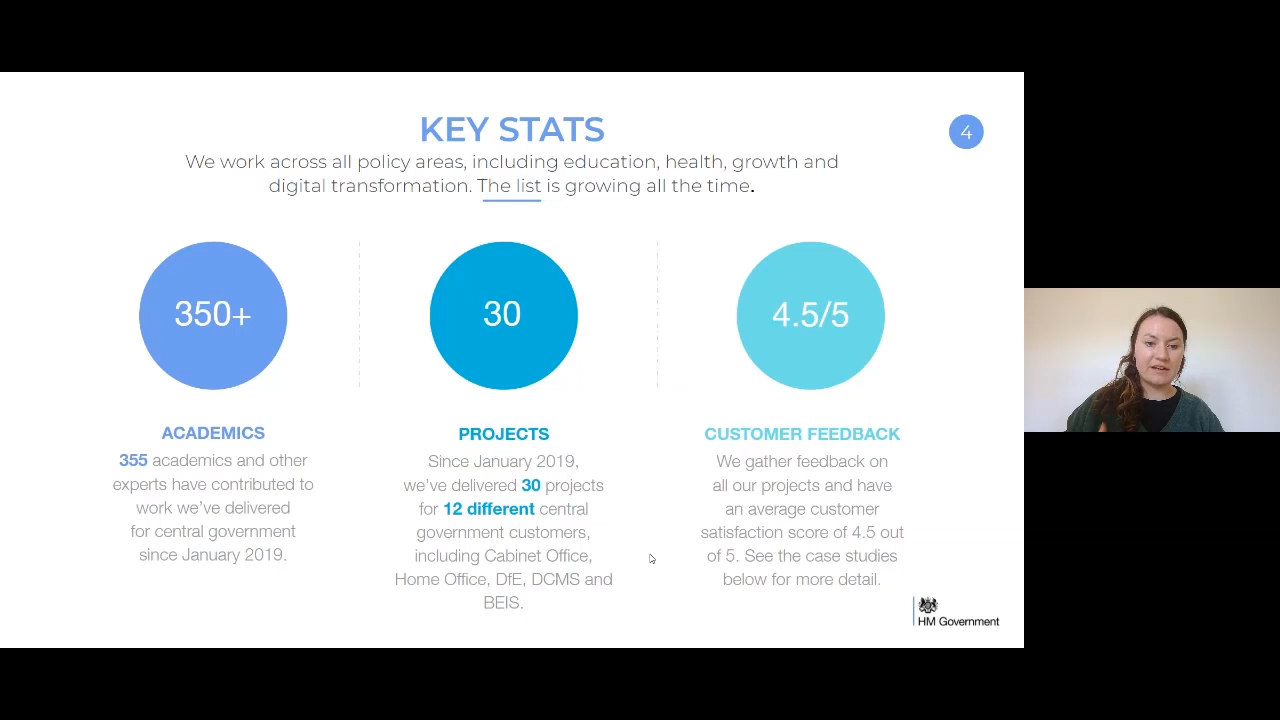 KEY STATS
4
We work across all policy areas, including education, health, growth and
digital transformation. The list is growing all the time.
350+
30
4.5/5
ACADEMICS
355 academics and other
experts have contributed to
work we've delivered
for central government
since January 2019.
PROJECTS
Since January 2019,
we've delivered 30 projects
for 12 different central
government customers,
including Cabinet Office,
Home Office, DfE, DCMS and
BEIS.
CUSTOMER FEEDBACK
We gather feedback on
all our projects and have
an average customer
satisfaction score of 4.5 out
of 5. See the case studies
below for more detail.
HM Government